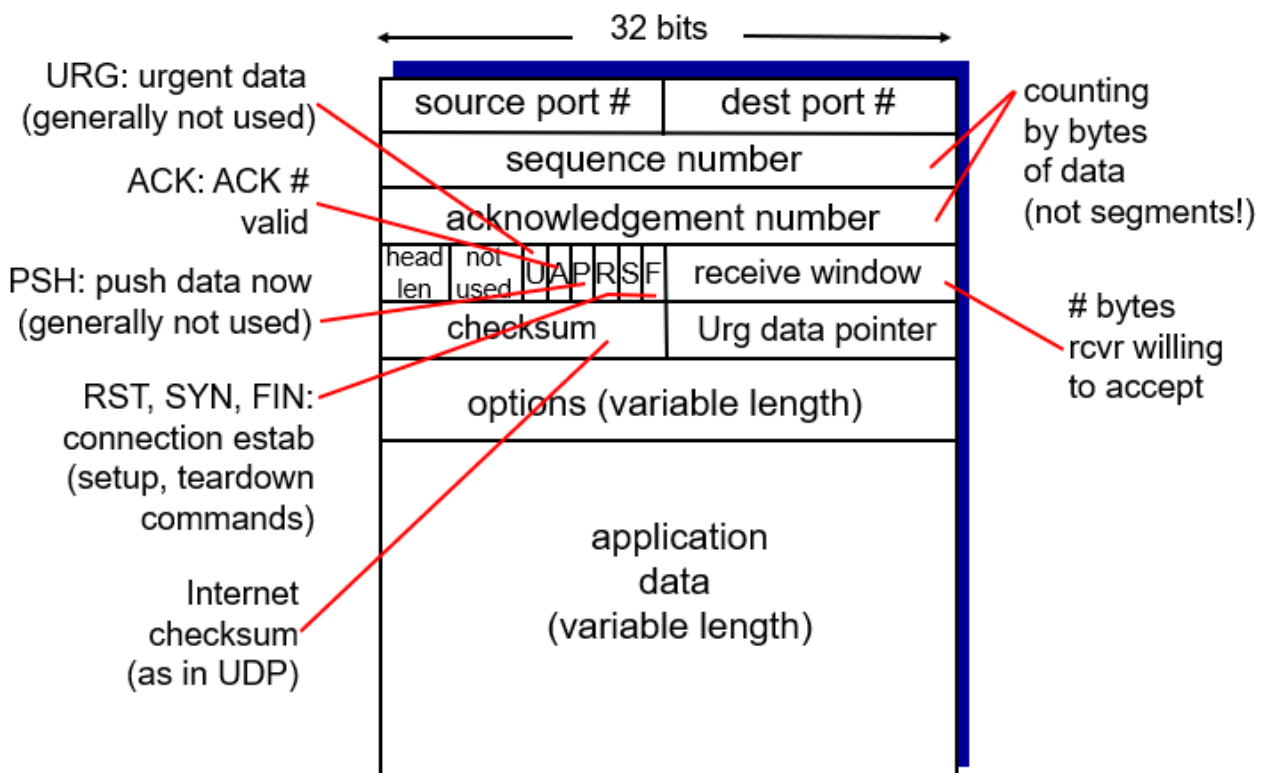 32 bits
URG: urgent data
(generally not used)
ACK: ACK #
valid
PSH: push data now
(generally not used)
RST, SYN, FIN:
connection estab
(setup, teardown
commands)
Internet
checksum
(as in UDP)
source port #
dest port #
sequence number
acknowledgement number
head
len
not
used
U
A
P
R
S
F
receive window
checksum
Urg data pointer
options (variable length)
application
data
(variable length)
counting
by bytes
of data
(not segments!)
# bytes
rcvr willing
to accept